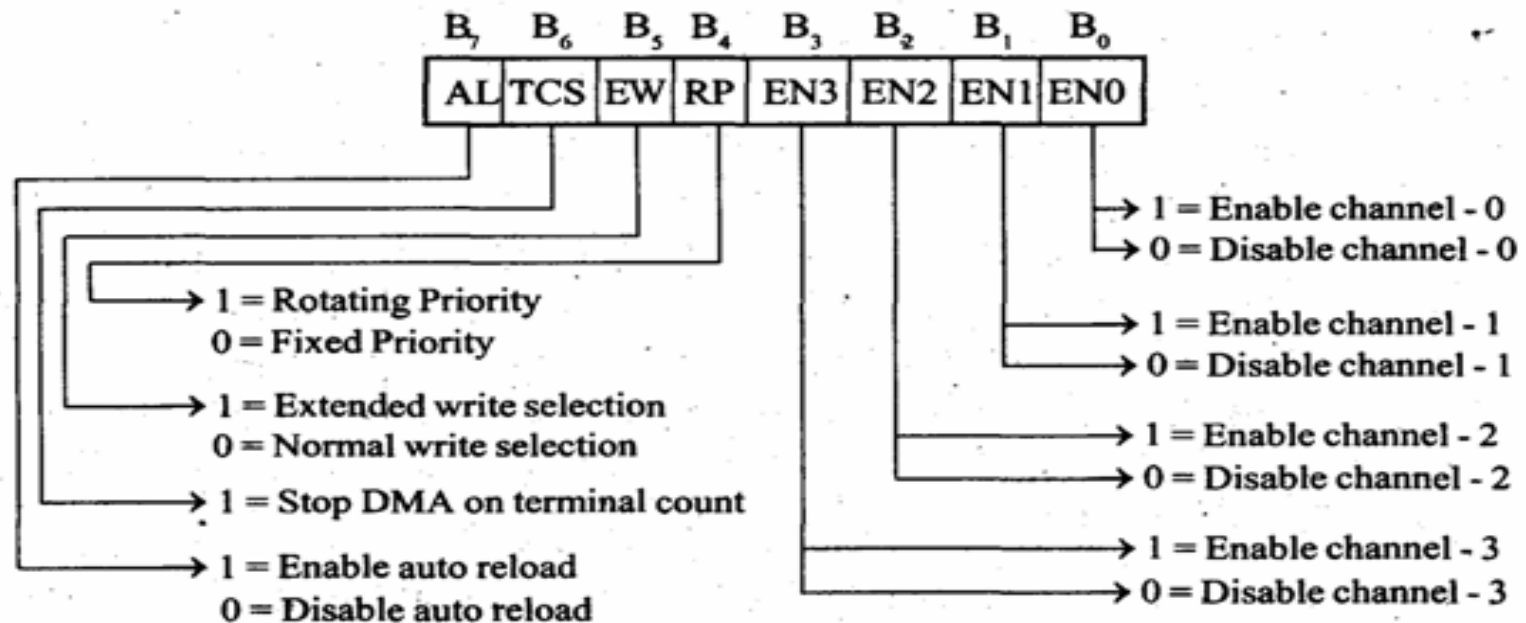 B₇ B₆ B₅ B₄ B₃ B₂ B₁ B₀
AL TCS EW RP EN3 EN2 EN1 EN0
1 = Enable channel - 0
0 = Disable channel - 0
1 = Rotating Priority
0 = Fixed Priority
1 = Enable channel - 1
0 = Disable channel - 1
1 = Extended write selection
0 = Normal write selection
1 = Enable channel - 2
0 = Disable channel - 2
1 = Stop DMA on terminal count
1 = Enable auto reload
0 = Disable auto reload
1 = Enable channel - 3
0 = Disable channel - 3